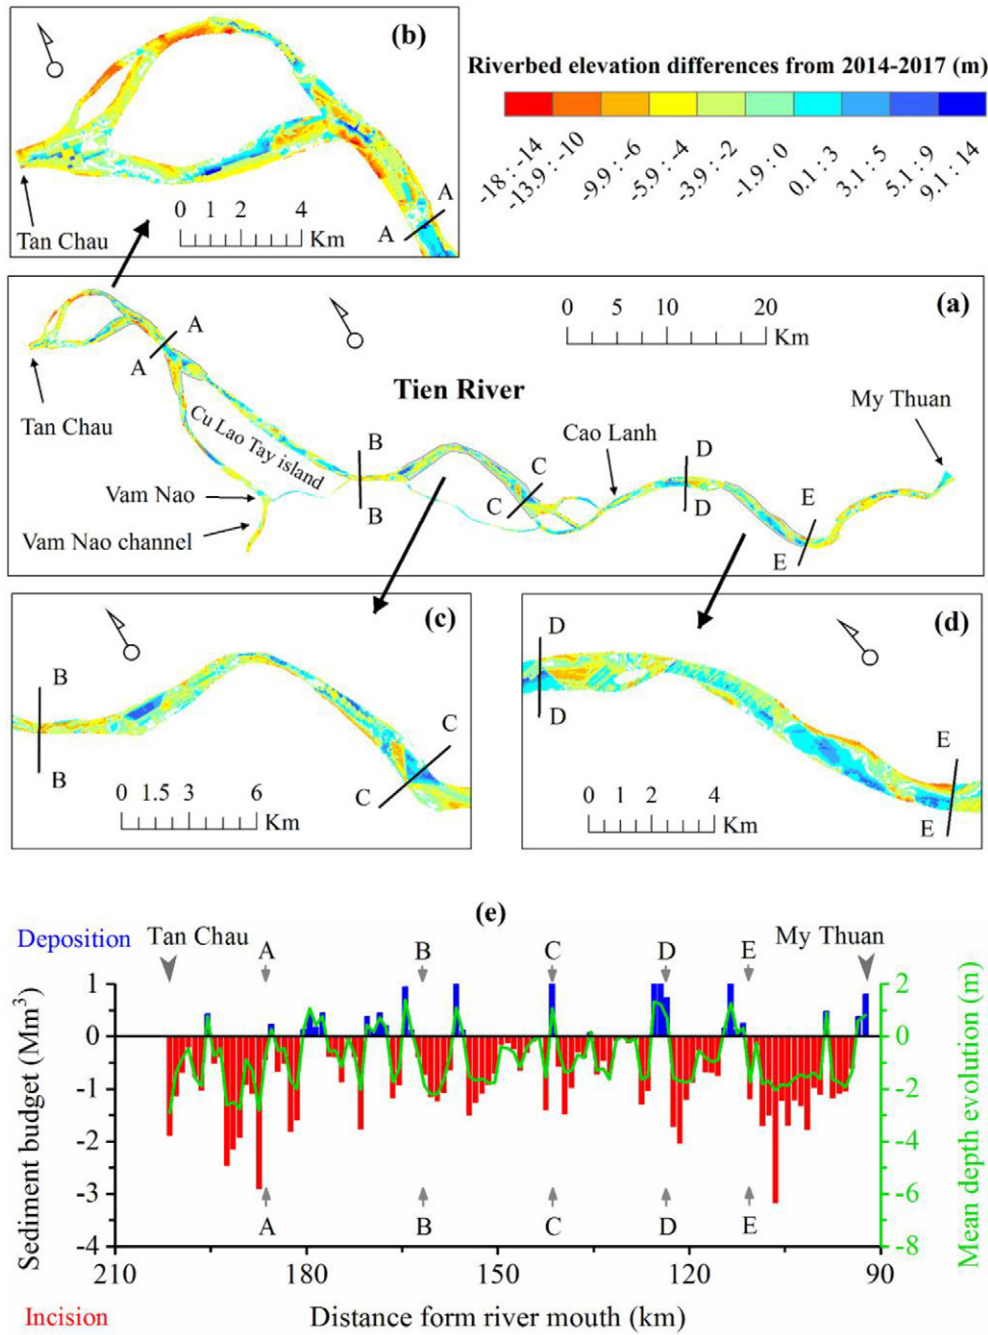 (b)
Riverbed elevation differences from 2014-2017 (m)
-18 : -14
-13.9 : -10
-9.9 : -6
-5.9 : -4
-3.9 : -2
-1.9 : 0
0.1 : 3
3.1 : 5
5.1 : 9
9.1 : 14
0 1 2 4
Km
Tan Chau
A
A
(a)
0 5 10 20
Km
A
A
Tien River
Tan Chau
Cu Lao Tay island
My Thuan
Cao Lanh
B
B
C
C
D
D
E
E
Vam Nao
Vam Nao channel
(c)
B
B
C
C
0 1.5 3 6
Km
(d)
D
D
E
E
0 1 2 4
Km
(e)
Deposition Tan Chau A B C D E My Thuan
Sediment budget (Mm³)
1
0
-1
-2
-3
-4
2
0
-2
-4
-6
-8
Mean depth evolution (m)
A B C D E
210 180 150 120 90
Incision
Distance form river mouth (km)